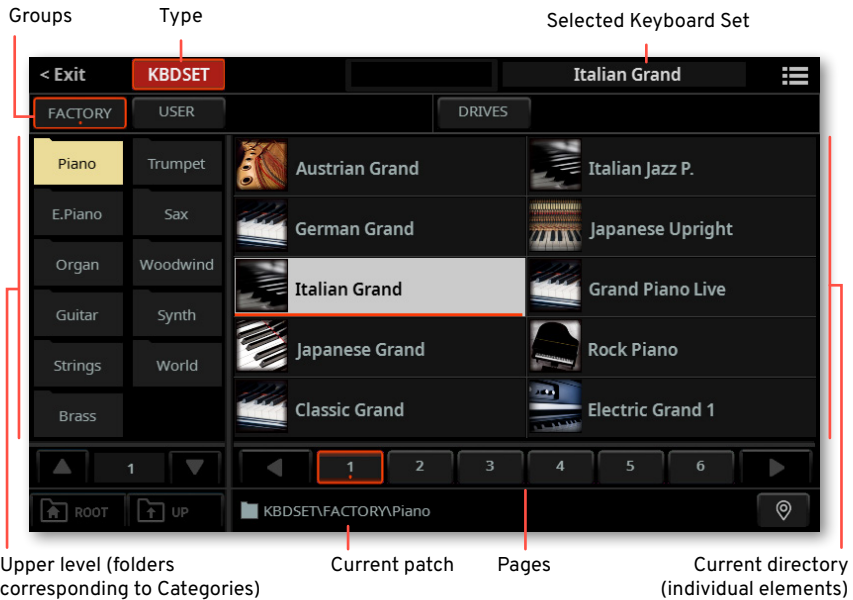 Groups
Type
Selected Keyboard Set
< Exit
KBDSET
Italian Grand
FACTORY
USER
DRIVES
Piano
Trumpet
E.Piano
Sax
Organ
Woodwind
Guitar
Synth
Strings
World
Brass
Austrian Grand
Italian Jazz P.
German Grand
Japanese Upright
Italian Grand
Grand Piano Live
Japanese Grand
Rock Piano
Classic Grand
Electric Grand 1
1
1
2
3
4
5
6
ROOT
UP
KBDSET\FACTORY\Piano
Upper level (folders
corresponding to Categories)
Current patch
Pages
Current directory
(individual elements)